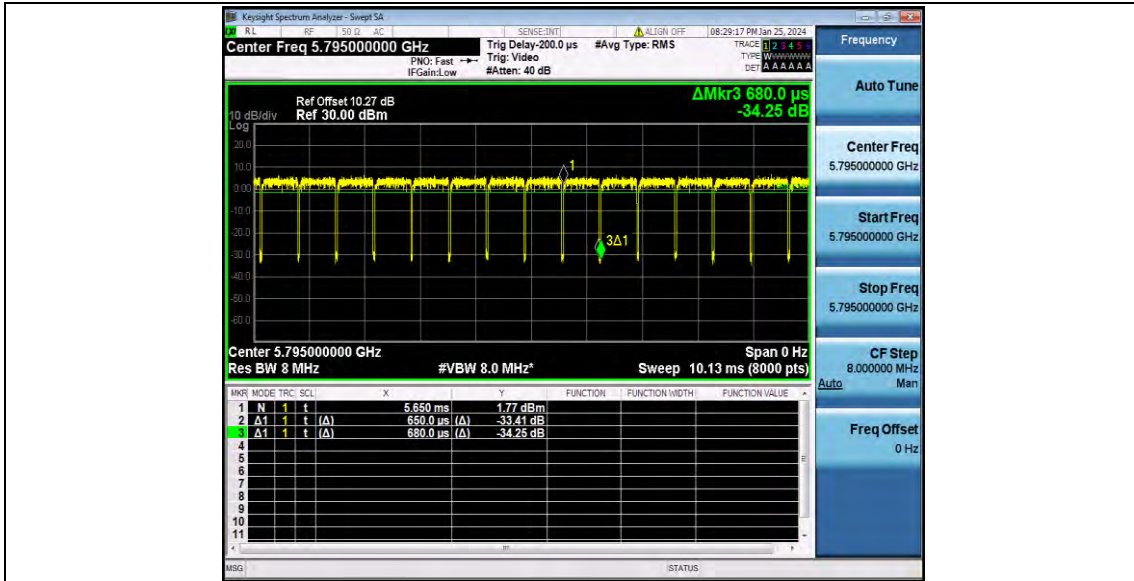 Keysight Spectrum Analyzer - Swept SA
RL RF 50 Ω AC SENSE:INT ALIGN OFF 08:29:17 PM Jan 25, 2024
Center Freq 5.795000000 GHz
PNO: Fast
IFGain:Low
Trig Delay-200.0 µs
Trig: Video
#Atten: 40 dB
#Avg Type: RMS
TRACE 1 2 3 4 5 6
TYPE W
DET A A A A A A
Frequency
Auto Tune
Center Freq
5.795000000 GHz
Start Freq
5.795000000 GHz
Stop Freq
5.795000000 GHz
CF Step
8.000000 MHz
Auto Man
Freq Offset
0 Hz
ΔMkr3 680.0 µs
-34.25 dB
Ref Offset 10.27 dB
10 dB/div Ref 30.00 dBm
Log
20.0
10.0
0.00
-10.0
-20.0
-30.0
-40.0
-50.0
-60.0
1
3Δ1
Center 5.795000000 GHz Span 0 Hz
Res BW 8 MHz #VBW 8.0 MHz* Sweep 10.13 ms (8000 pts)
MKR MODE TRC SCL X Y FUNCTION FUNCTION WIDTH FUNCTION VALUE
1 N 1 t 5.650 ms 1.77 dBm
2 Δ1 1 t (Δ) 650.0 µs (Δ) -33.41 dB
3 Δ1 1 t (Δ) 680.0 µs (Δ) -34.25 dB
4
5
6
7
8
9
10
11
MSG STATUS